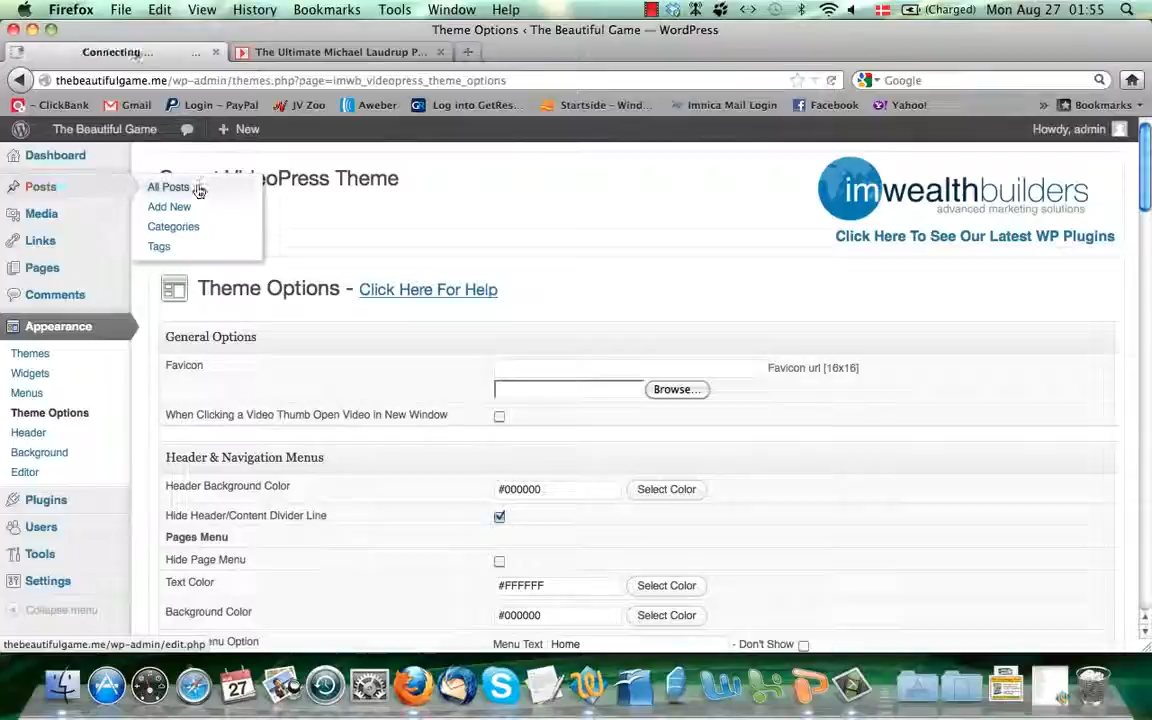 Firefox File Edit View History Bookmarks Tools Window Help (Charged) Mon Aug 27 01:55
Theme Options ‹ The Beautiful Game — WordPress
Connecting... ... The Ultimate Michael Laudrup P...
thebeautifulgame.me/wp-admin/themes.php?page=imwb_videopress_theme_options Google
- ClickBank Gmail Login – PayPal JV Zoo Aweber Log into GetRes... Startside – Wind... Imnica Mail Login Facebook Yahoo! » Bookmarks
The Beautiful Game + New Howdy, admin
Dashboard
Posts
Media
Links
Pages
Comments
Appearance
Themes
Widgets
Menus
Theme Options
Header
Background
Editor
Plugins
Users
Tools
Settings
Collapse menu
All Posts
Add New
Categories
Tags
VideoPress Theme
imwealthbuilders
advanced marketing solutions
Click Here To See Our Latest WP Plugins
Theme Options - Click Here For Help
General Options
Favicon Favicon url [16x16]
Browse...
When Clicking a Video Thumb Open Video in New Window
Header & Navigation Menus
Header Background Color #000000 Select Color
Hide Header/Content Divider Line
Pages Menu
Hide Page Menu
Text Color #FFFFFF Select Color
Background Color #000000 Select Color
Option Menu Text Home - Don't Show
thebeautifulgame.me/wp-admin/edit.php
27